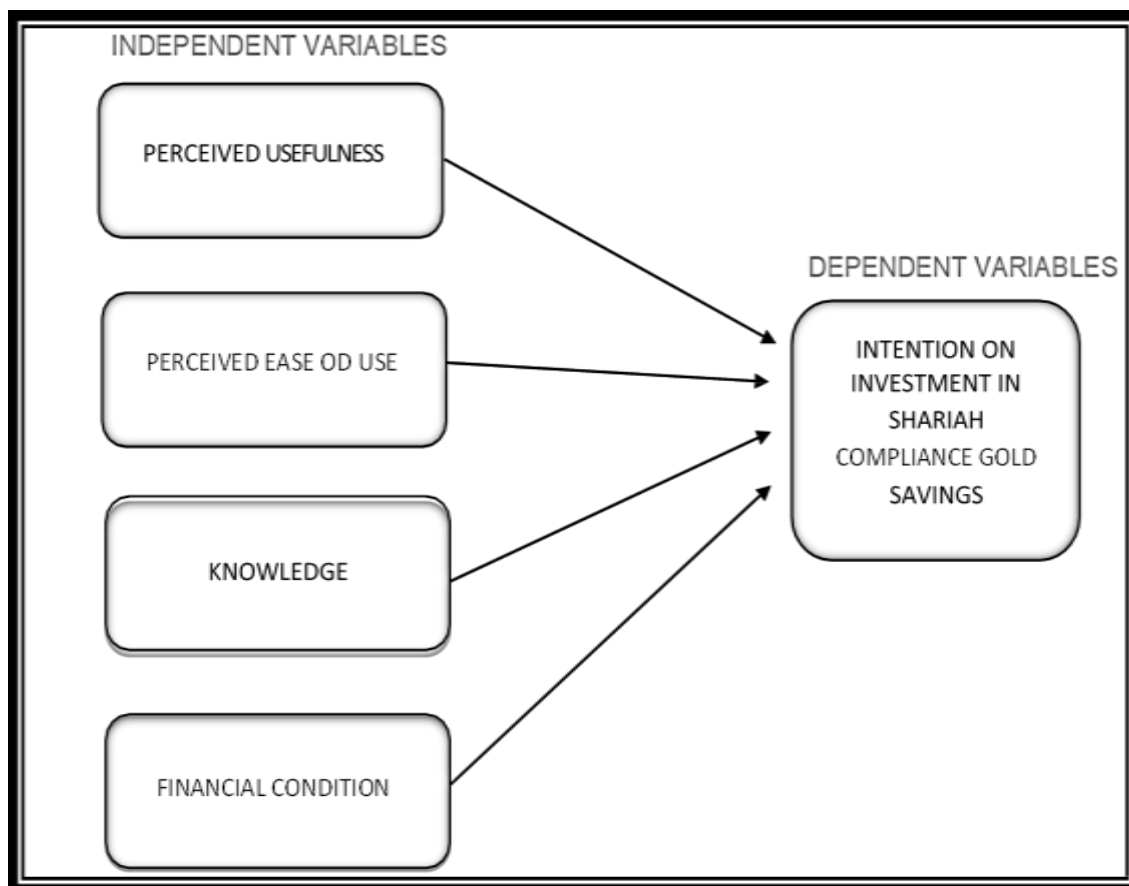 INDEPENDENT VARIABLES
PERCEIVED USEFULNESS
PERCEIVED EASE OD USE
KNOWLEDGE
FINANCIAL CONDITION
DEPENDENT VARIABLES
INTENTION ON
INVESTMENT IN
SHARIAH
COMPLIANCE GOLD
SAVINGS